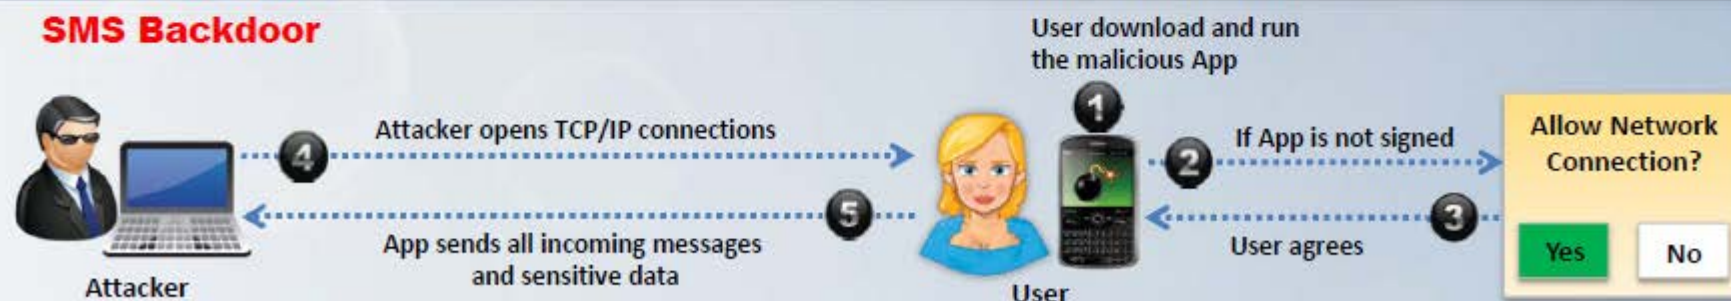 SMS Backdoor
User download and run
the malicious App
1
Attacker opens TCP/IP connections
4
2
If App is not signed
Allow Network
Connection?
5
3
App sends all incoming messages
and sensitive data
User agrees
Yes
No
Attacker
User